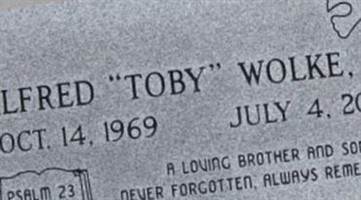 LFRED "TOBY" WOLKE,
OCT. 14, 1969 JULY 4, 20
A LOVING BROTHER AND SO
PSALM 23 NEVER FORGOTTEN, ALWAYS REME